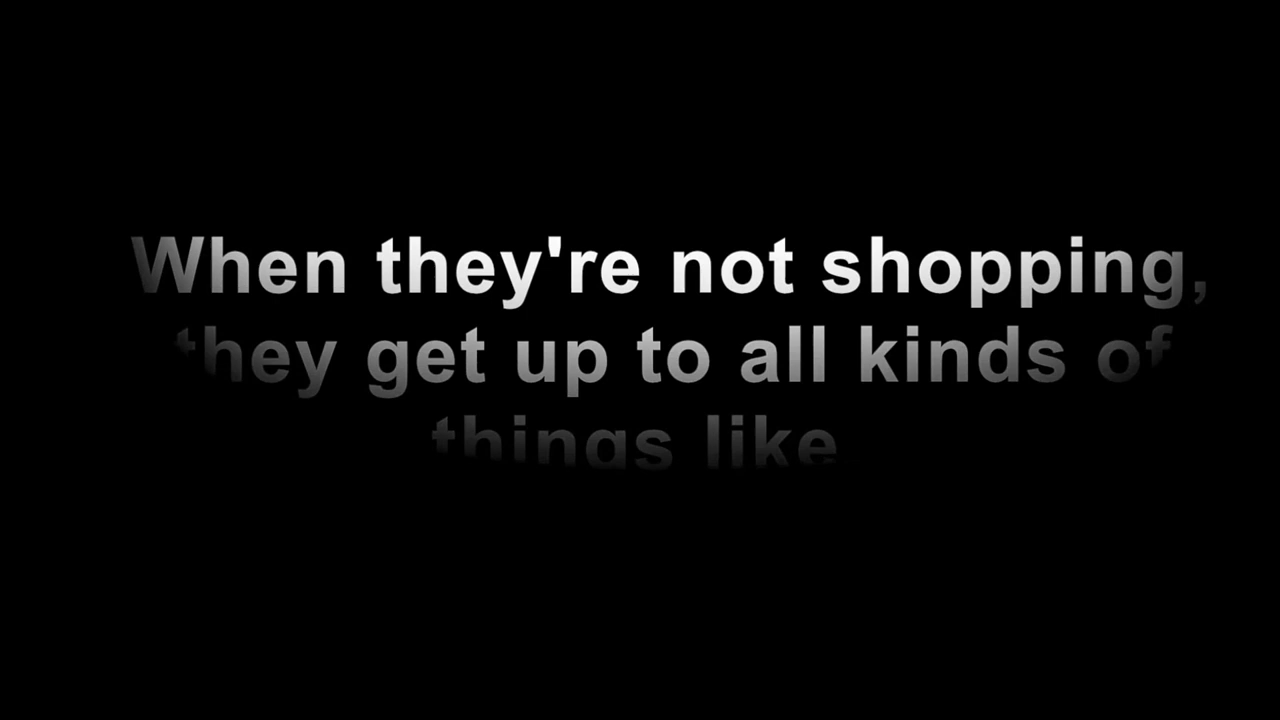 When they're not shopping,
they get up to all kinds of
things like